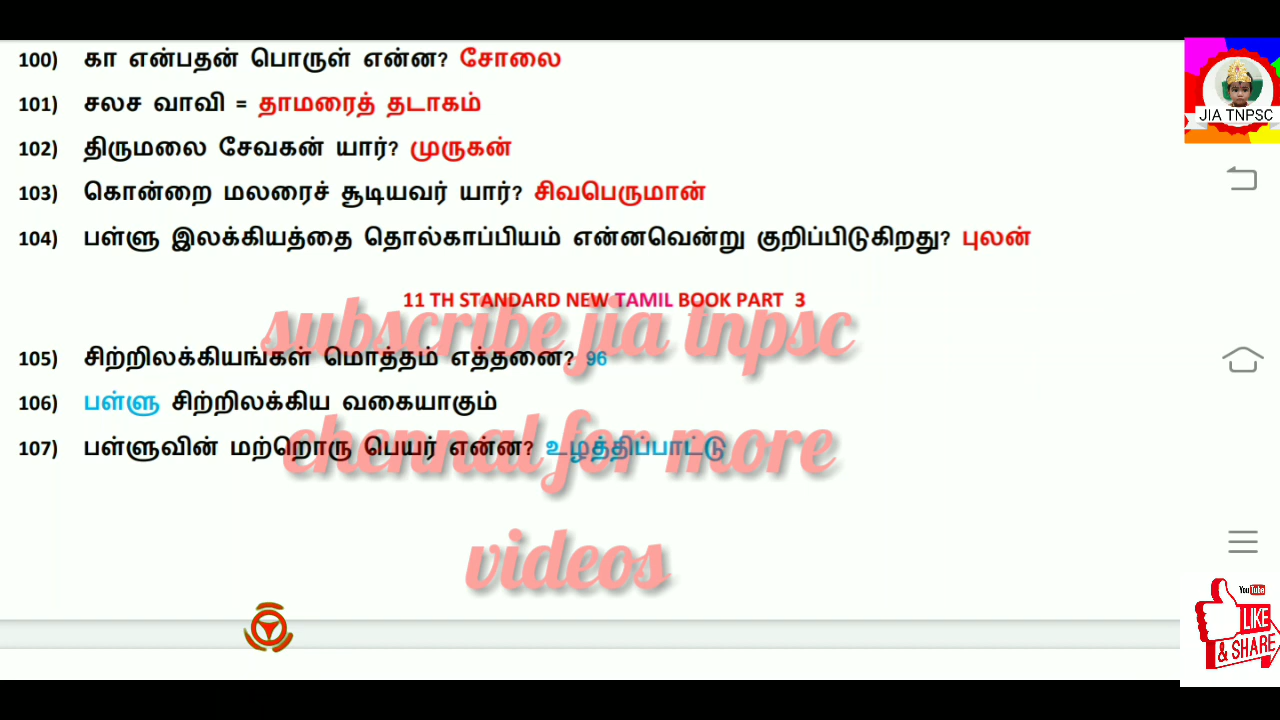 100) கா என்பதன் பொருள் என்ன? சோலை
101) சலச வாவி = தாமரைத் தடாகம்
102) திருமலை சேவகன் யார்? முருகன்
103) கொன்றை மலரைச் சூடியவர் யார்? சிவபெருமான்
104) பள்ளு இலக்கியத்தை தொல்காப்பியம் என்னவென்று குறிப்பிடுகிறது? புலன்
11 TH STANDARD NEW TAMIL BOOK PART 3
subscribe jia tnpsc
105) சிற்றிலக்கியங்கள் மொத்தம் எத்தனை? 96
106) பள்ளு சிற்றிலக்கிய வகையாகும்
107) பள்ளுவின் மற்றொரு பெயர் என்ன? உழத்திப்பாட்டு
chennal for more
videos
JIA TNPSC
YouTube
LIKE
& SHARE